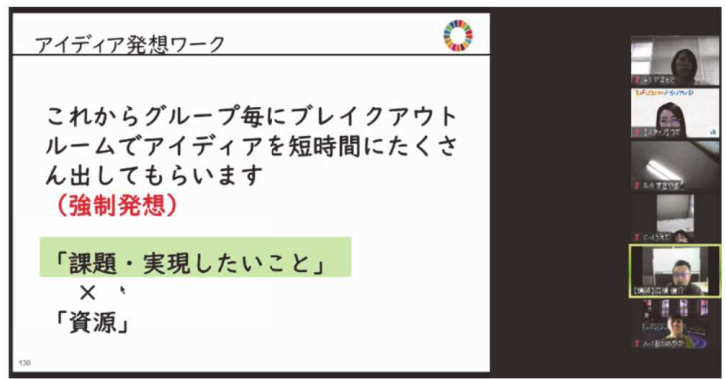 アイディア発想ワーク
これからグループ毎にブレイクアウト
ルームでアイディアを短時間にたくさ
ん出してもらいます
(強制発想)
「課題・実現したいこと」
×
「資源」
130